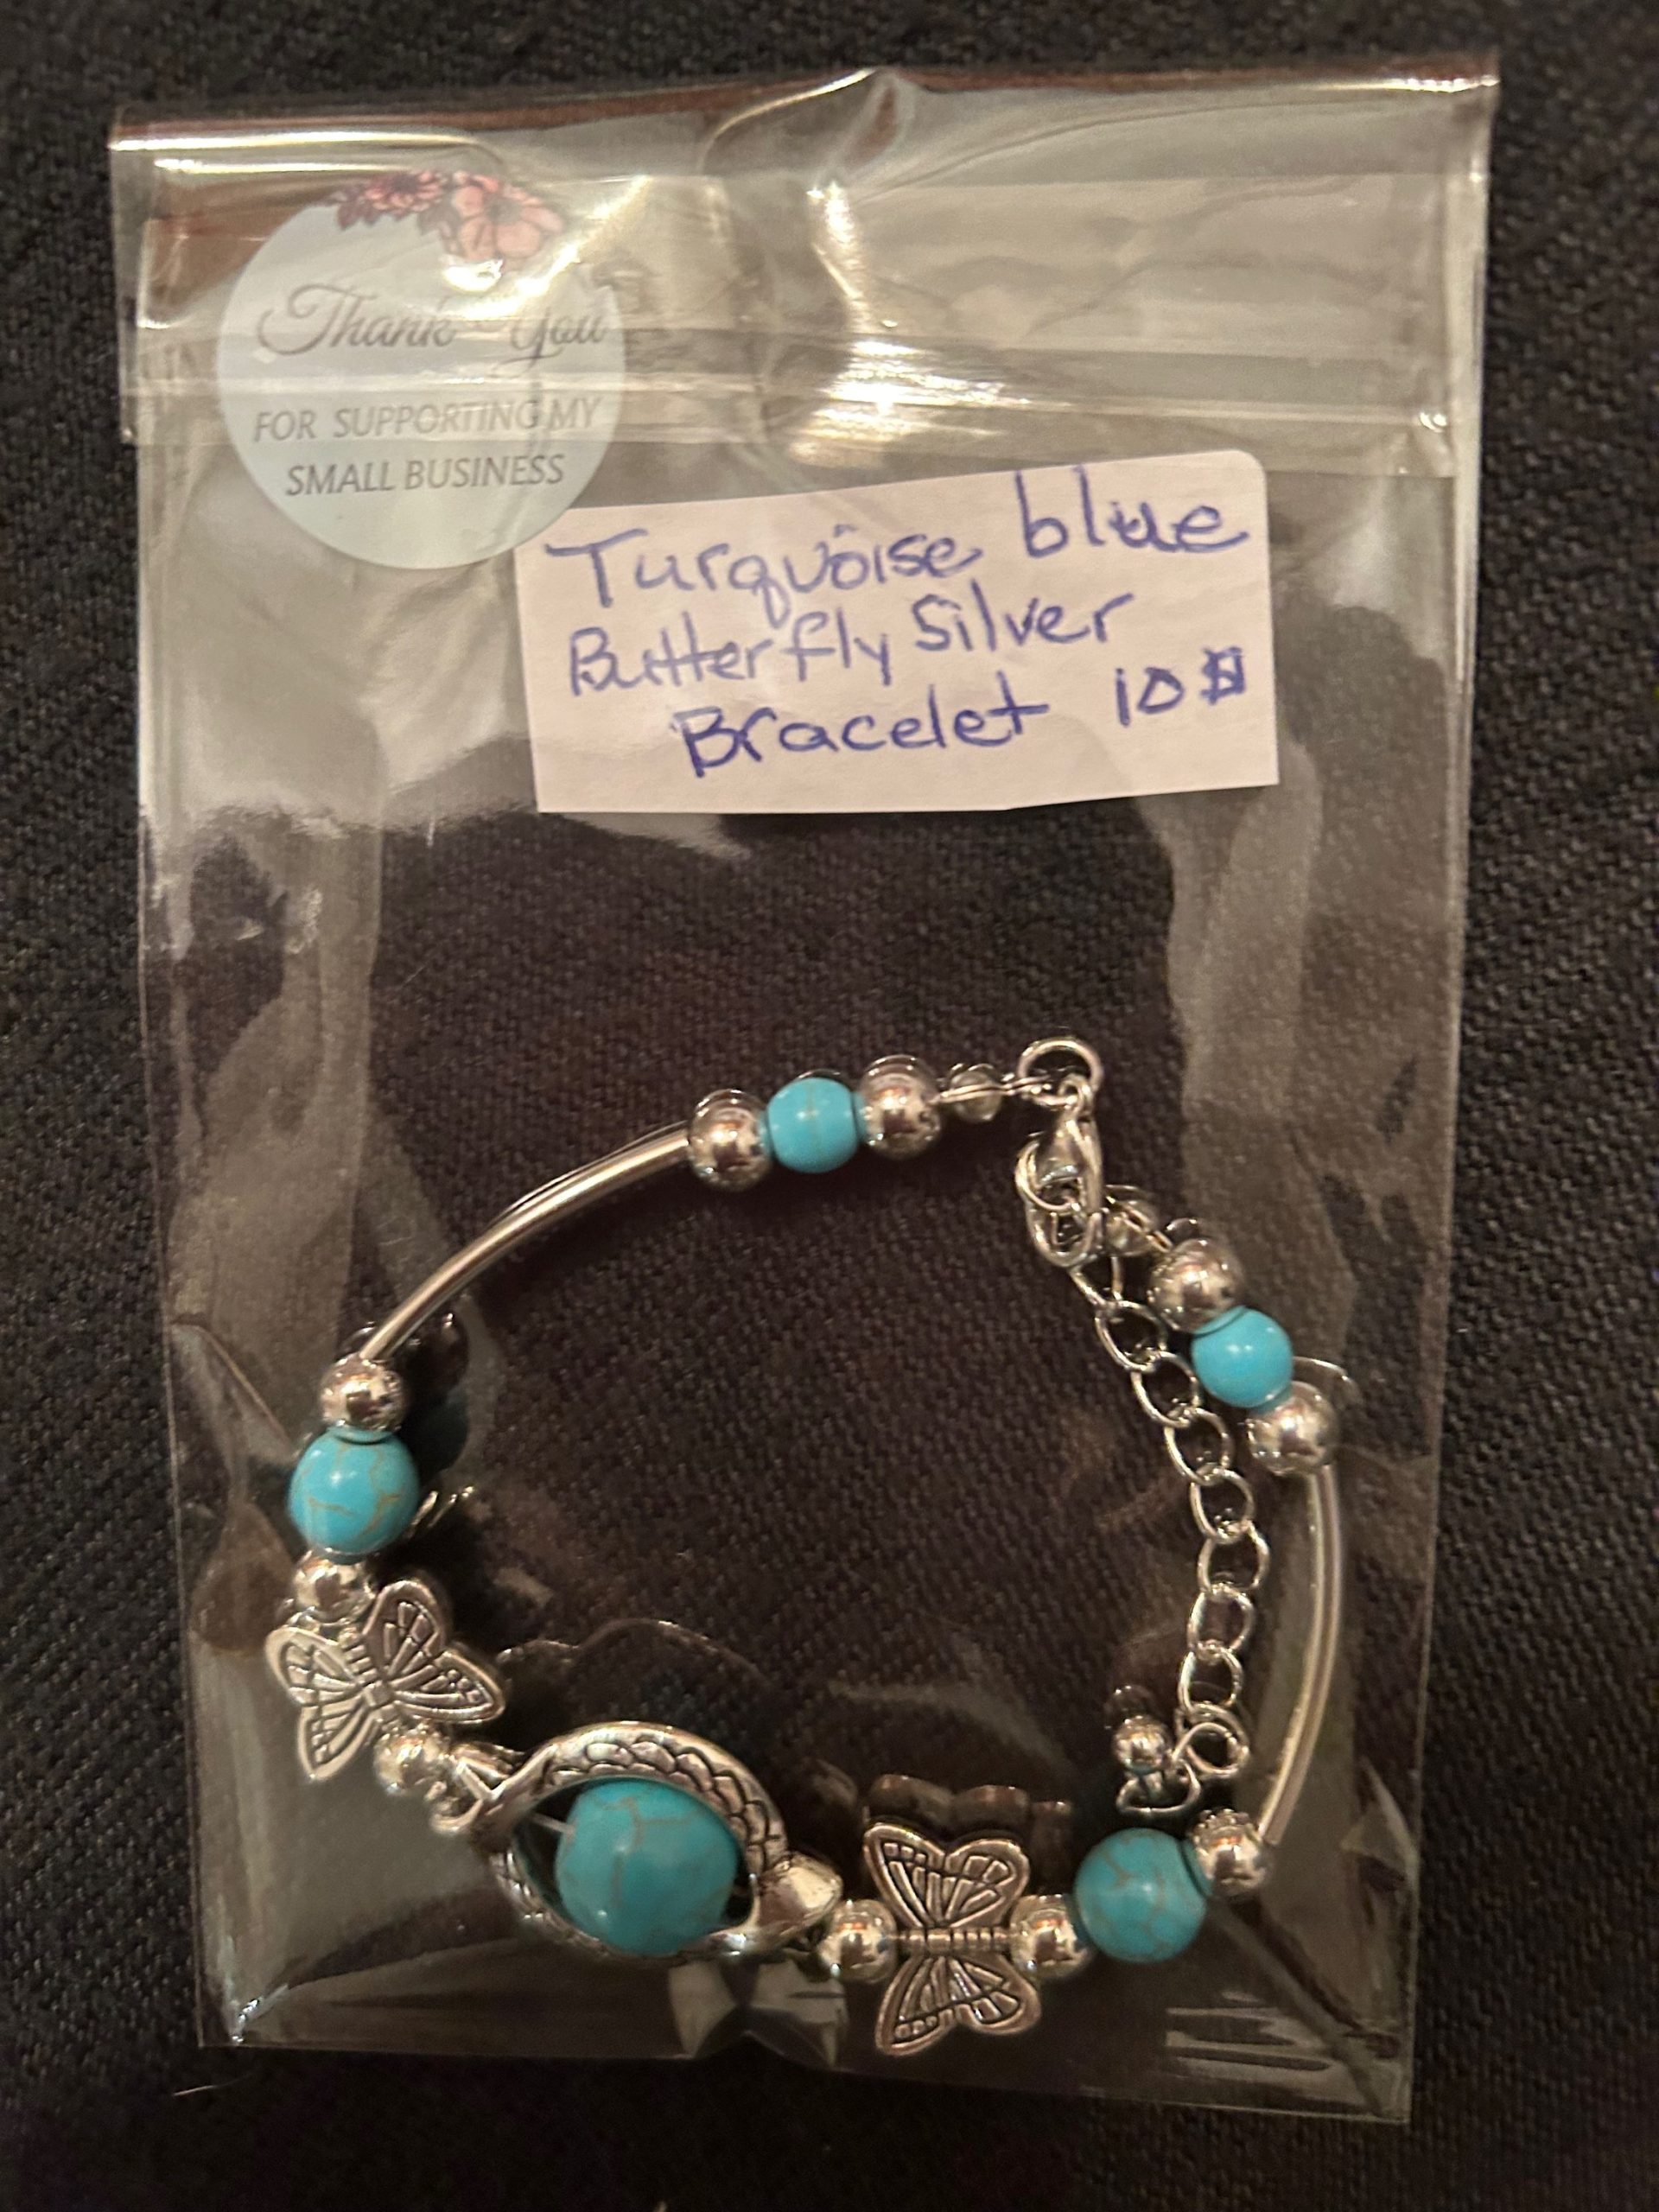 Thank You
FOR SUPPORTING MY
SMALL BUSINESS
Turquoise blue
Butterfly Silver
Bracelet 10$